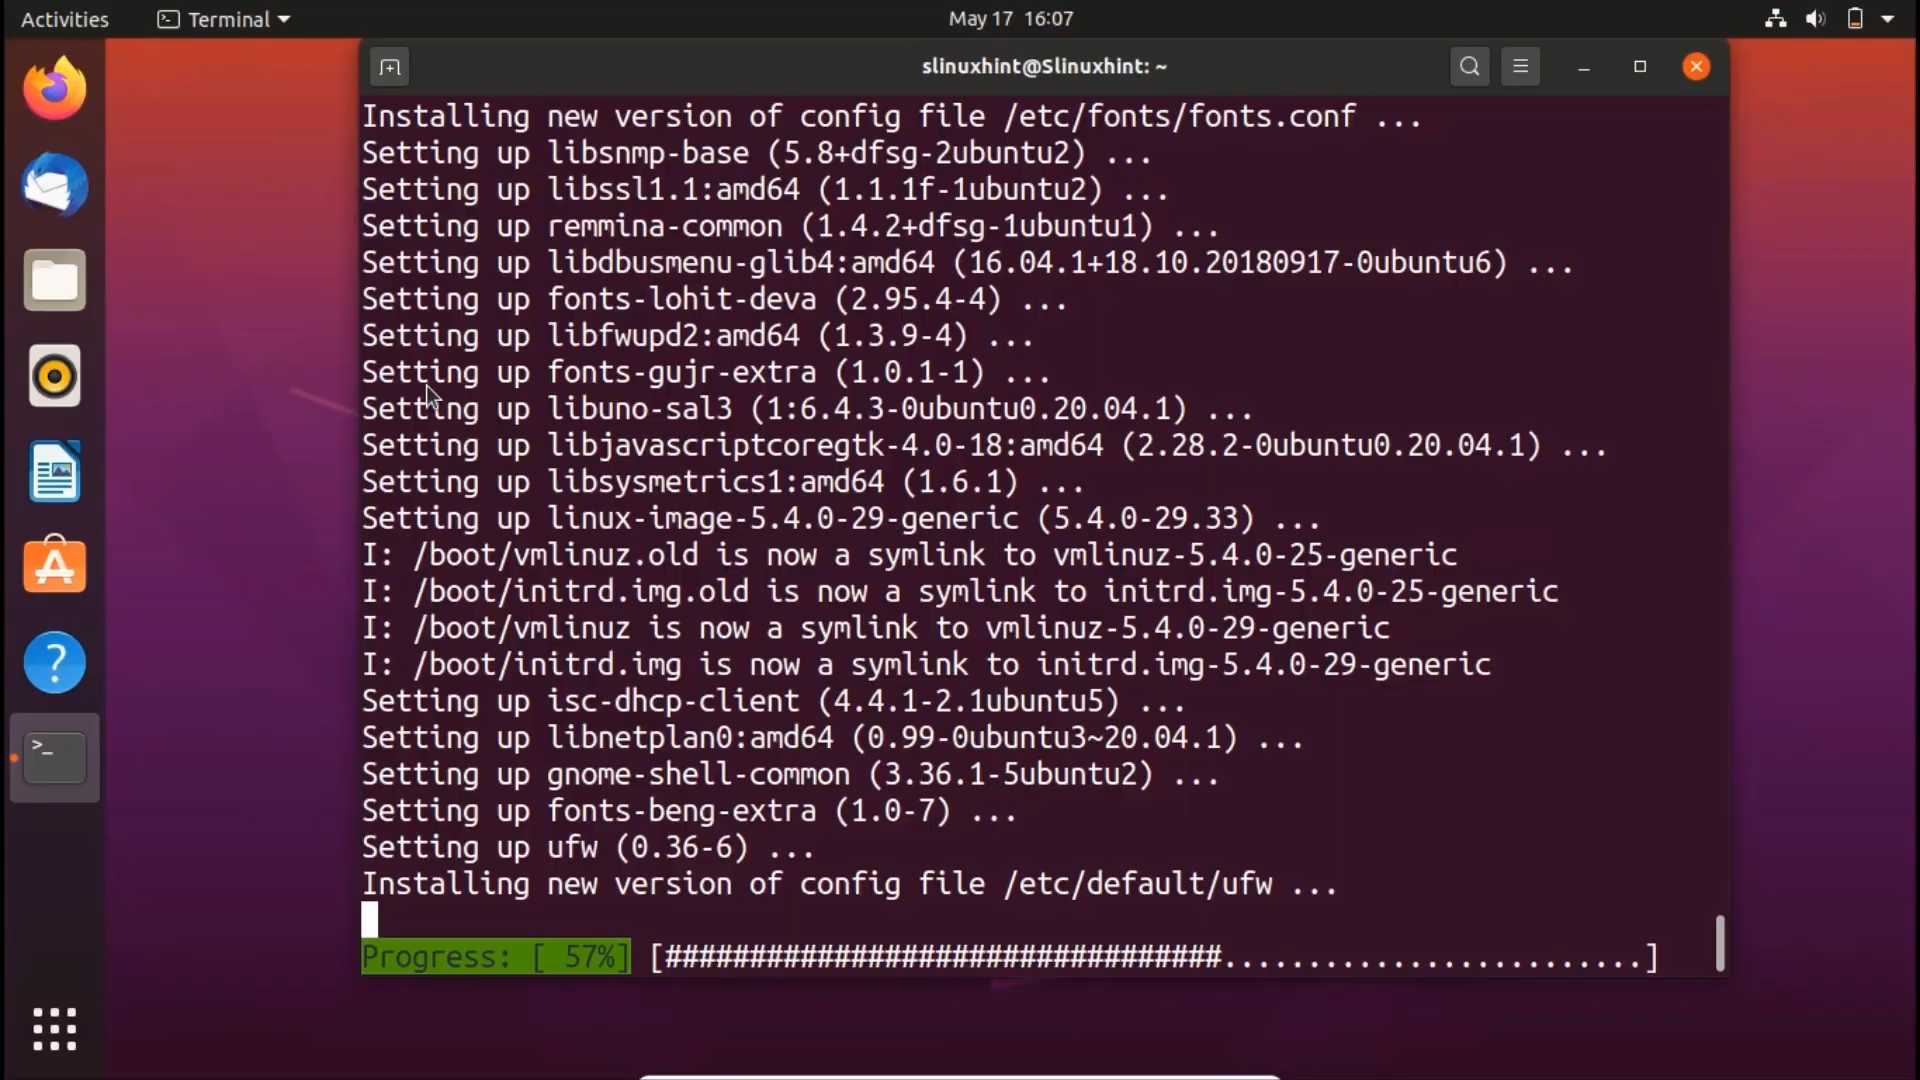 Activities
Terminal
May 17 16:07
slinuxhint@Slinuxhint: ~
Installing new version of config file /etc/fonts/fonts.conf ...
Setting up libsnmp-base (5.8+dfsg-2ubuntu2) ...
Setting up libssl1.1:amd64 (1.1.1f-1ubuntu2) ...
Setting up remmina-common (1.4.2+dfsg-1ubuntu1) ...
Setting up libdbusmenu-glib4:amd64 (16.04.1+18.10.20180917-0ubuntu6) ...
Setting up fonts-lohit-deva (2.95.4-4) ...
Setting up libfwupd2:amd64 (1.3.9-4) ...
Setting up fonts-gujr-extra (1.0.1-1) ...
Setting up libuno-sal3 (1:6.4.3-0ubuntu0.20.04.1) ...
Setting up libjavascriptcoregtk-4.0-18:amd64 (2.28.2-0ubuntu0.20.04.1) ...
Setting up libsysmetrics1:amd64 (1.6.1) ...
Setting up linux-image-5.4.0-29-generic (5.4.0-29.33) ...
I: /boot/vmlinuz.old is now a symlink to vmlinuz-5.4.0-25-generic
I: /boot/initrd.img.old is now a symlink to initrd.img-5.4.0-25-generic
I: /boot/vmlinuz is now a symlink to vmlinuz-5.4.0-29-generic
I: /boot/initrd.img is now a symlink to initrd.img-5.4.0-29-generic
Setting up isc-dhcp-client (4.4.1-2.1ubuntu5) ...
Setting up libnetplan0:amd64 (0.99-0ubuntu3~20.04.1) ...
Setting up gnome-shell-common (3.36.1-5ubuntu2) ...
Setting up fonts-beng-extra (1.0-7) ...
Setting up ufw (0.36-6) ...
Installing new version of config file /etc/default/ufw ...
Progress: [ 57%] [#################################.........................]